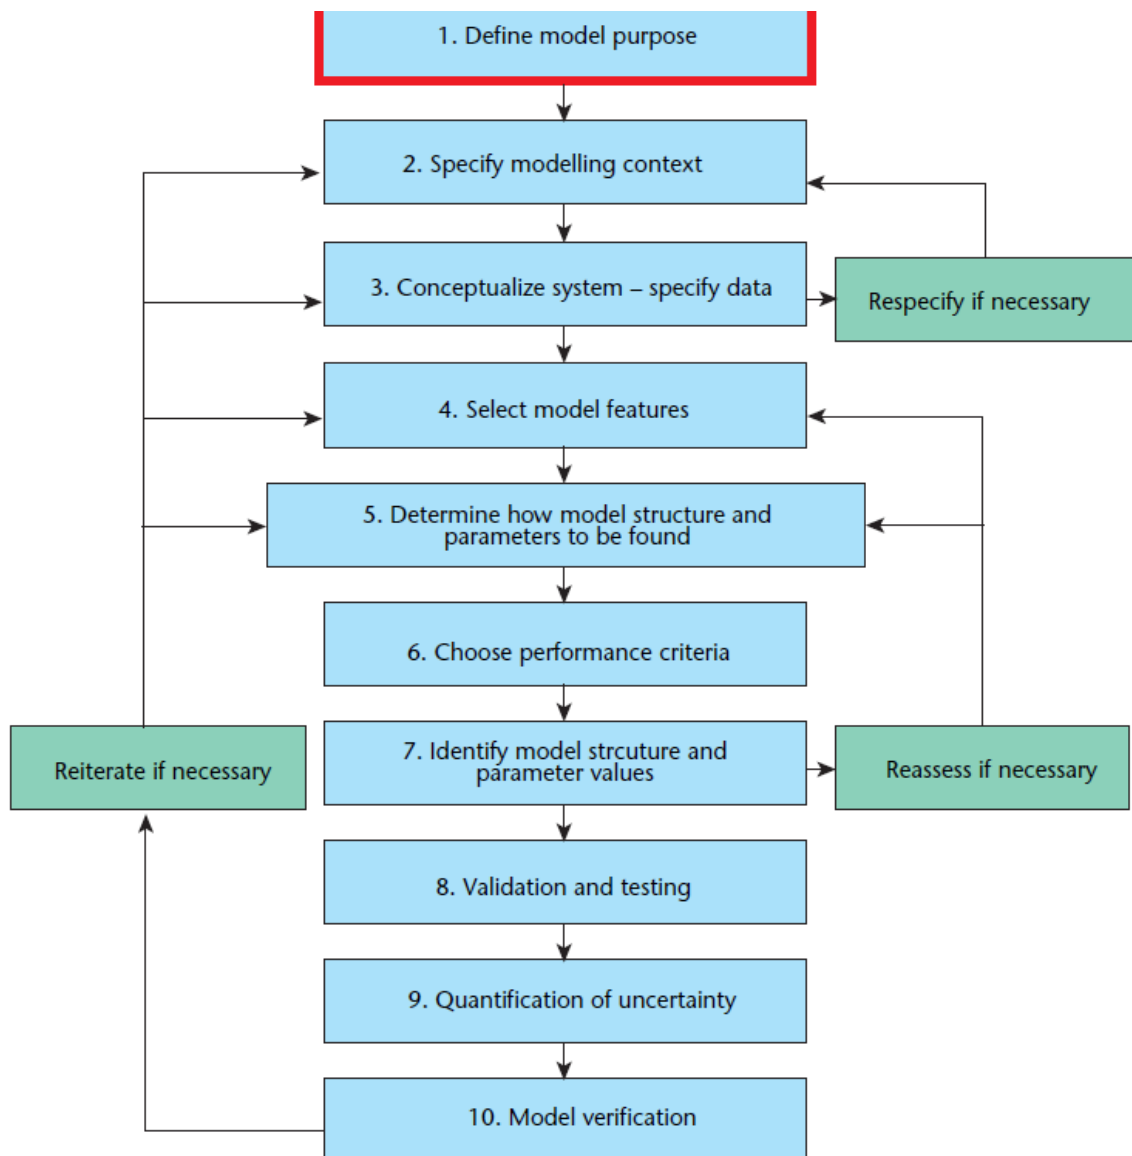 1. Define model purpose
2. Specify modelling context
3. Conceptualize system – specify data
Respecify if necessary
4. Select model features
5. Determine how model structure and
parameters to be found
6. Choose performance criteria
Reiterate if necessary
7. Identify model strcuture and
parameter values
Reassess if necessary
8. Validation and testing
9. Quantification of uncertainty
10. Model verification